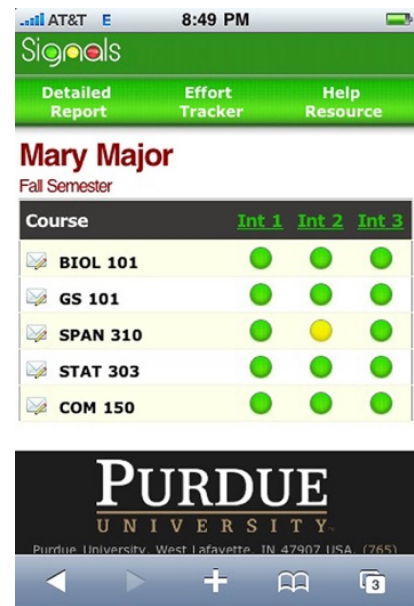 AT&T E 8:49 PM
Signals
Detailed Report Effort Tracker Help Resource
Mary Major
Fall Semester
Course Int 1 Int 2 Int 3
BIOL 101
GS 101
SPAN 310
STAT 303
COM 150
PURDUE
UNIVERSITY
Purdue University, West Lafayette, IN 47907 USA, (765)
3